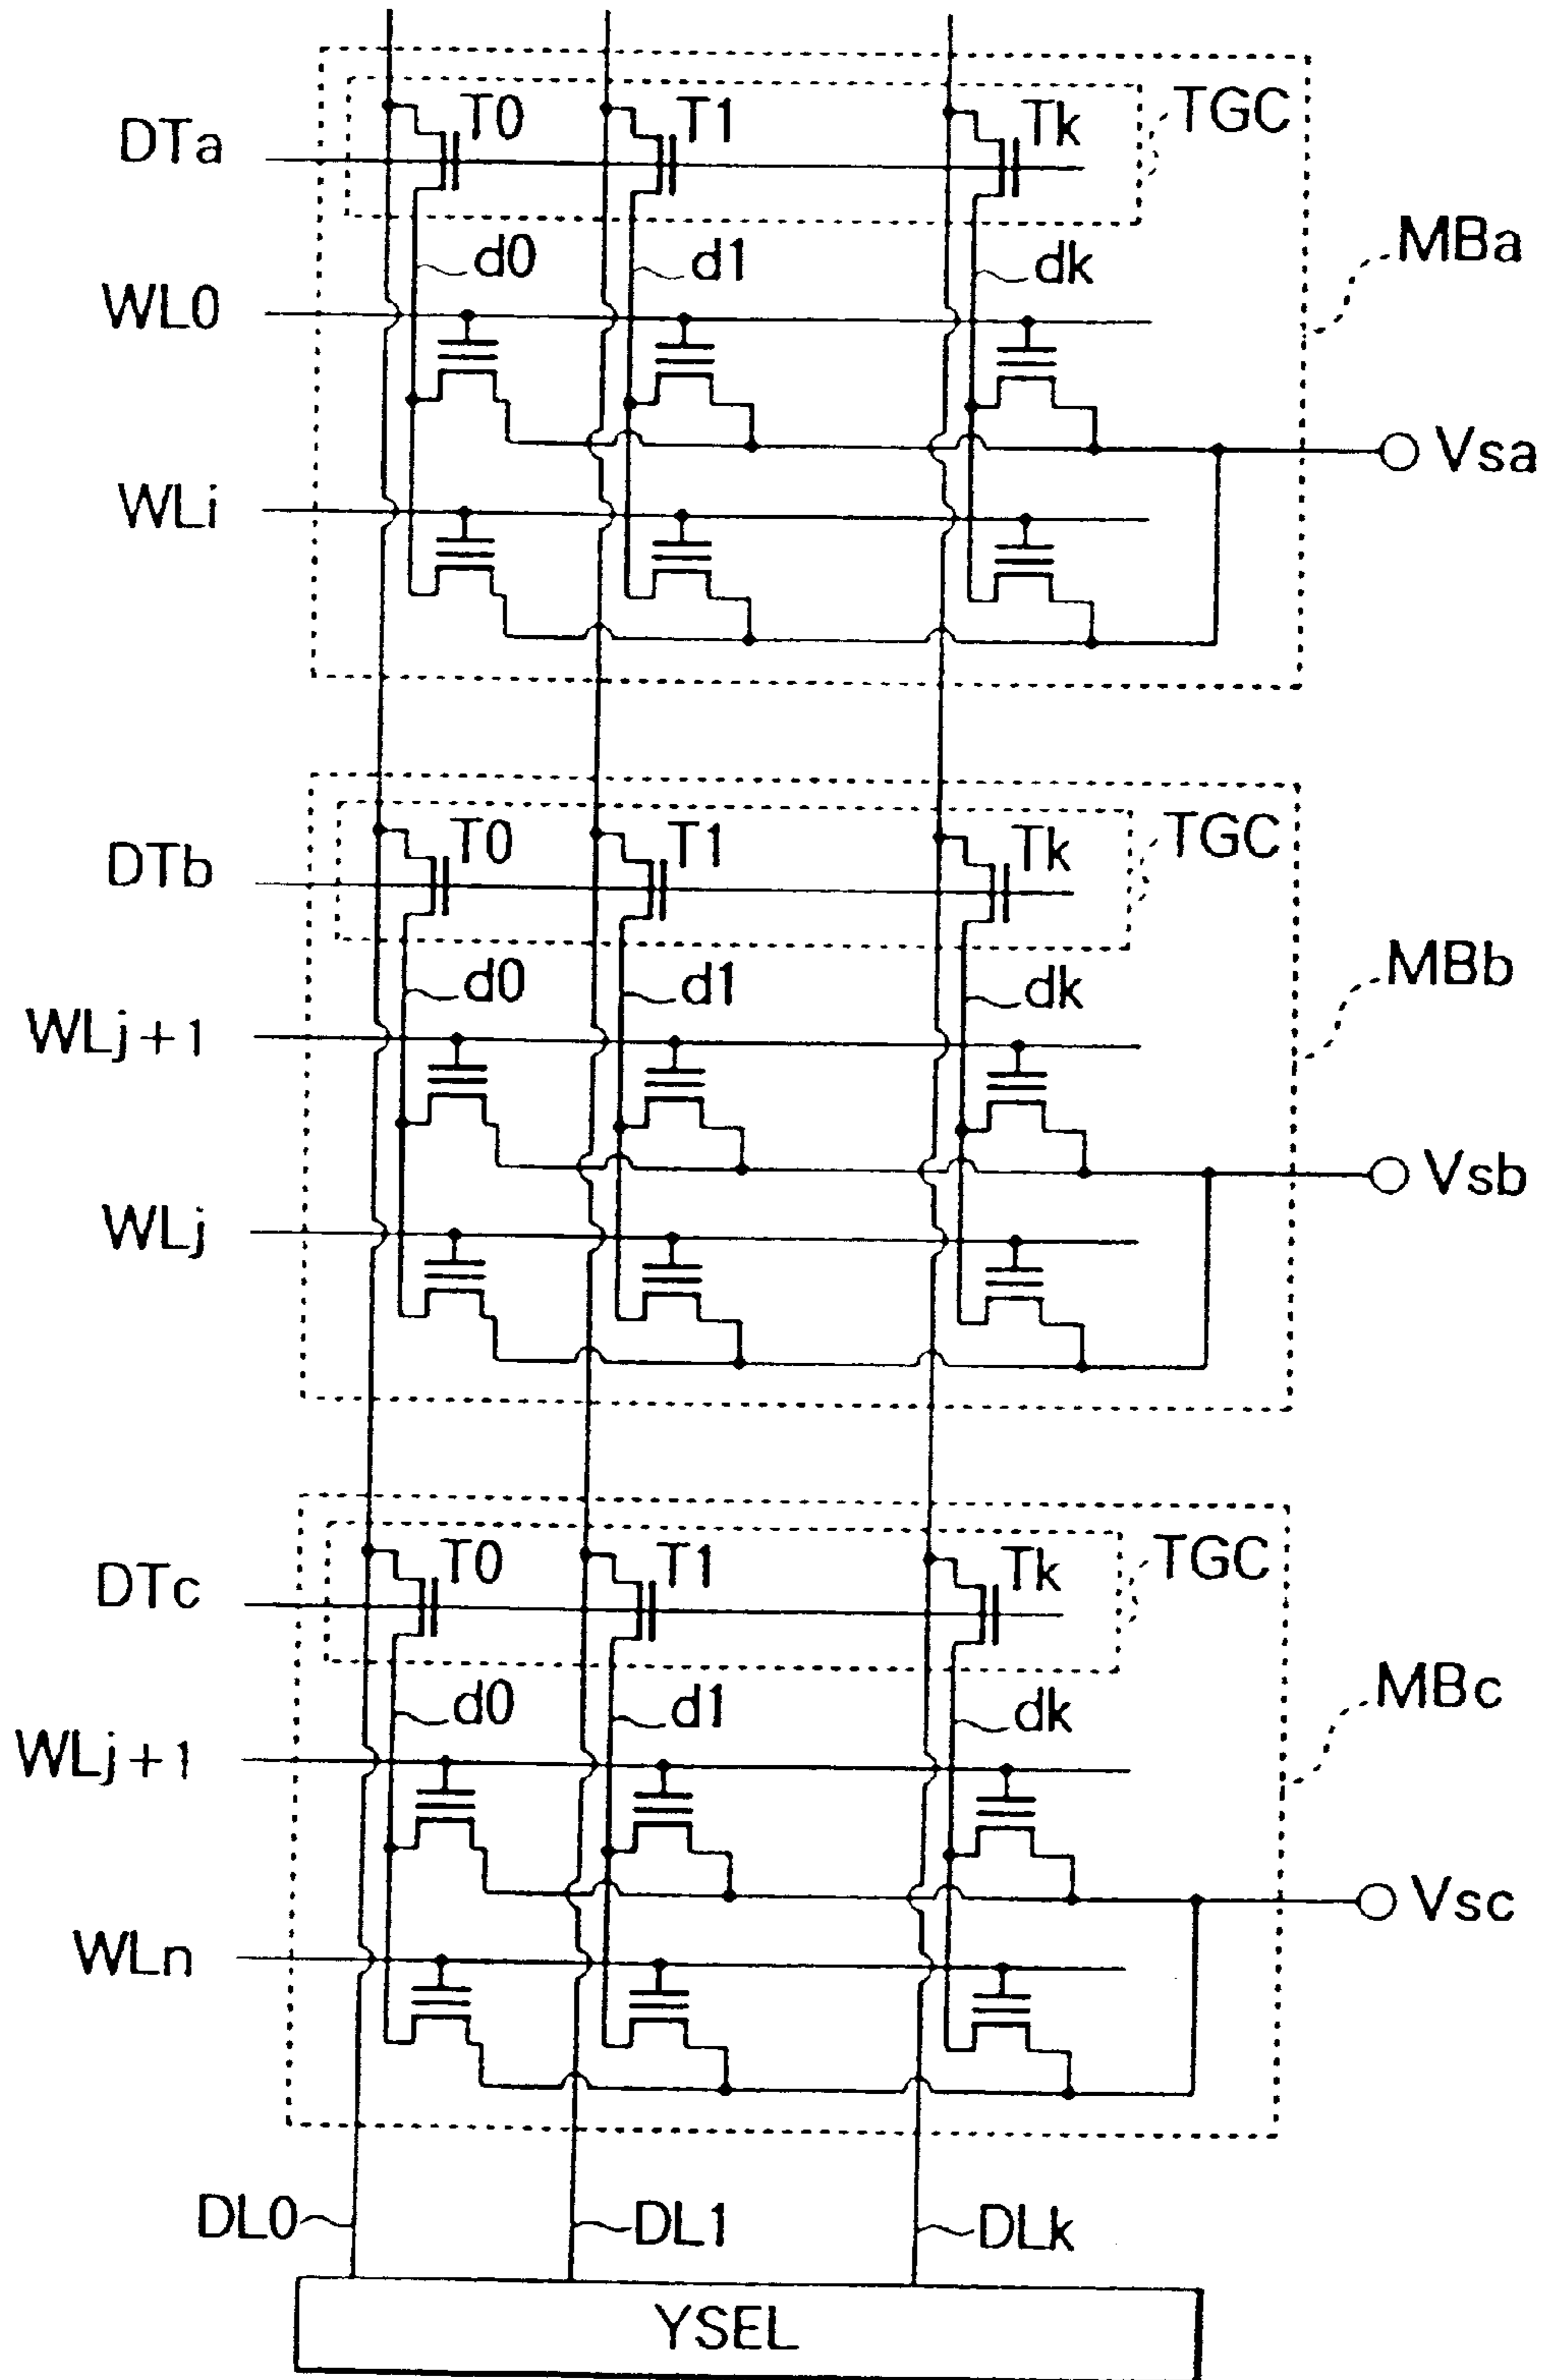 T0 T1 Tk TGC
DTa
d0 d1 dk MBa
WL0
Vsa
WLi
T0 T1 Tk TGC
DTb
d0 d1 dk MBb
WLj+1
Vsb
WLj
T0 T1 Tk TGC
DTc
d0 d1 dk MBc
WLj+1
Vsc
WLn
DL0 DL1 DLk
YSEL